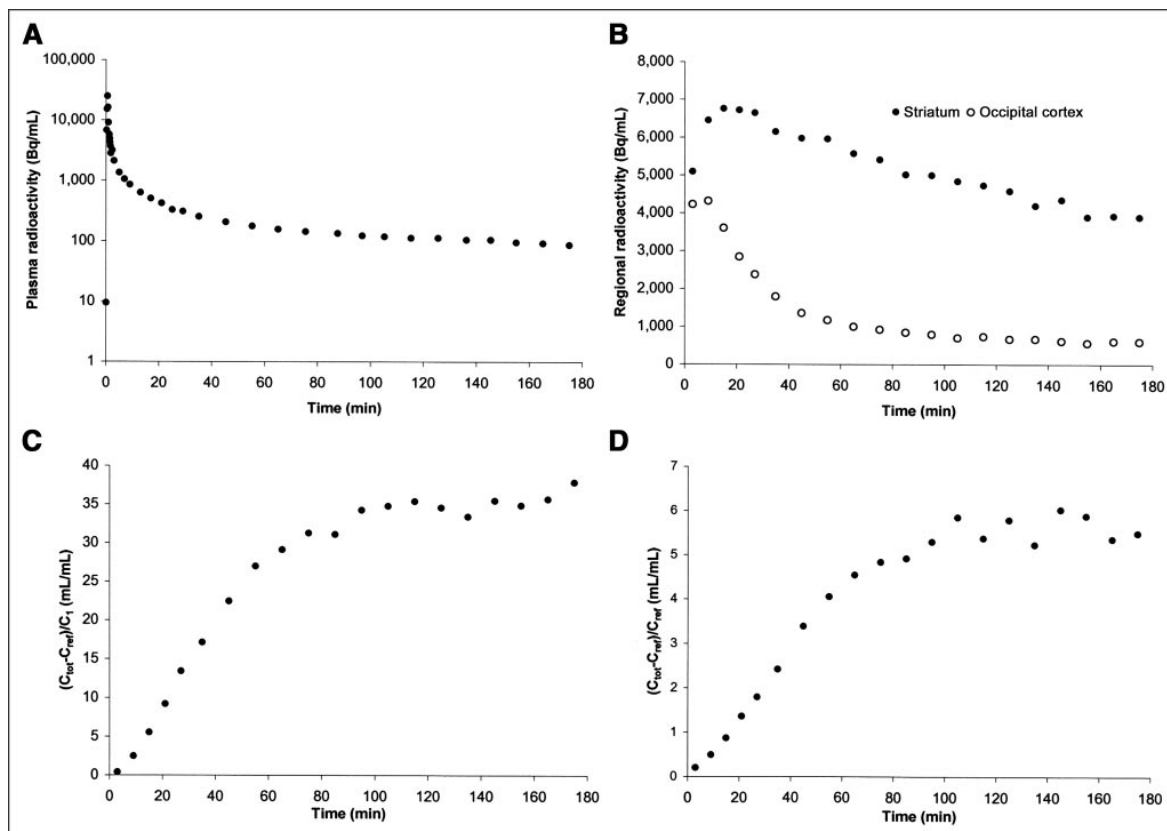 A
100,000
10,000
1,000
100
10
1
Plasma radioactivity (Bq/mL)
0 20 40 60 80 100 120 140 160 180
Time (min)
B
8,000
7,000
6,000
5,000
4,000
3,000
2,000
1,000
0
Regional radioactivity (Bq/mL)
Striatum Occipital cortex
0 20 40 60 80 100 120 140 160 180
Time (min)
C
40
35
30
25
20
15
10
5
0
(Ctot-Cref)/C1 (mL/mL)
0 20 40 60 80 100 120 140 160 180
Time (min)
D
7
6
5
4
3
2
1
0
(Ctot-Cref)/Cref (mL/mL)
0 20 40 60 80 100 120 140 160 180
Time (min)